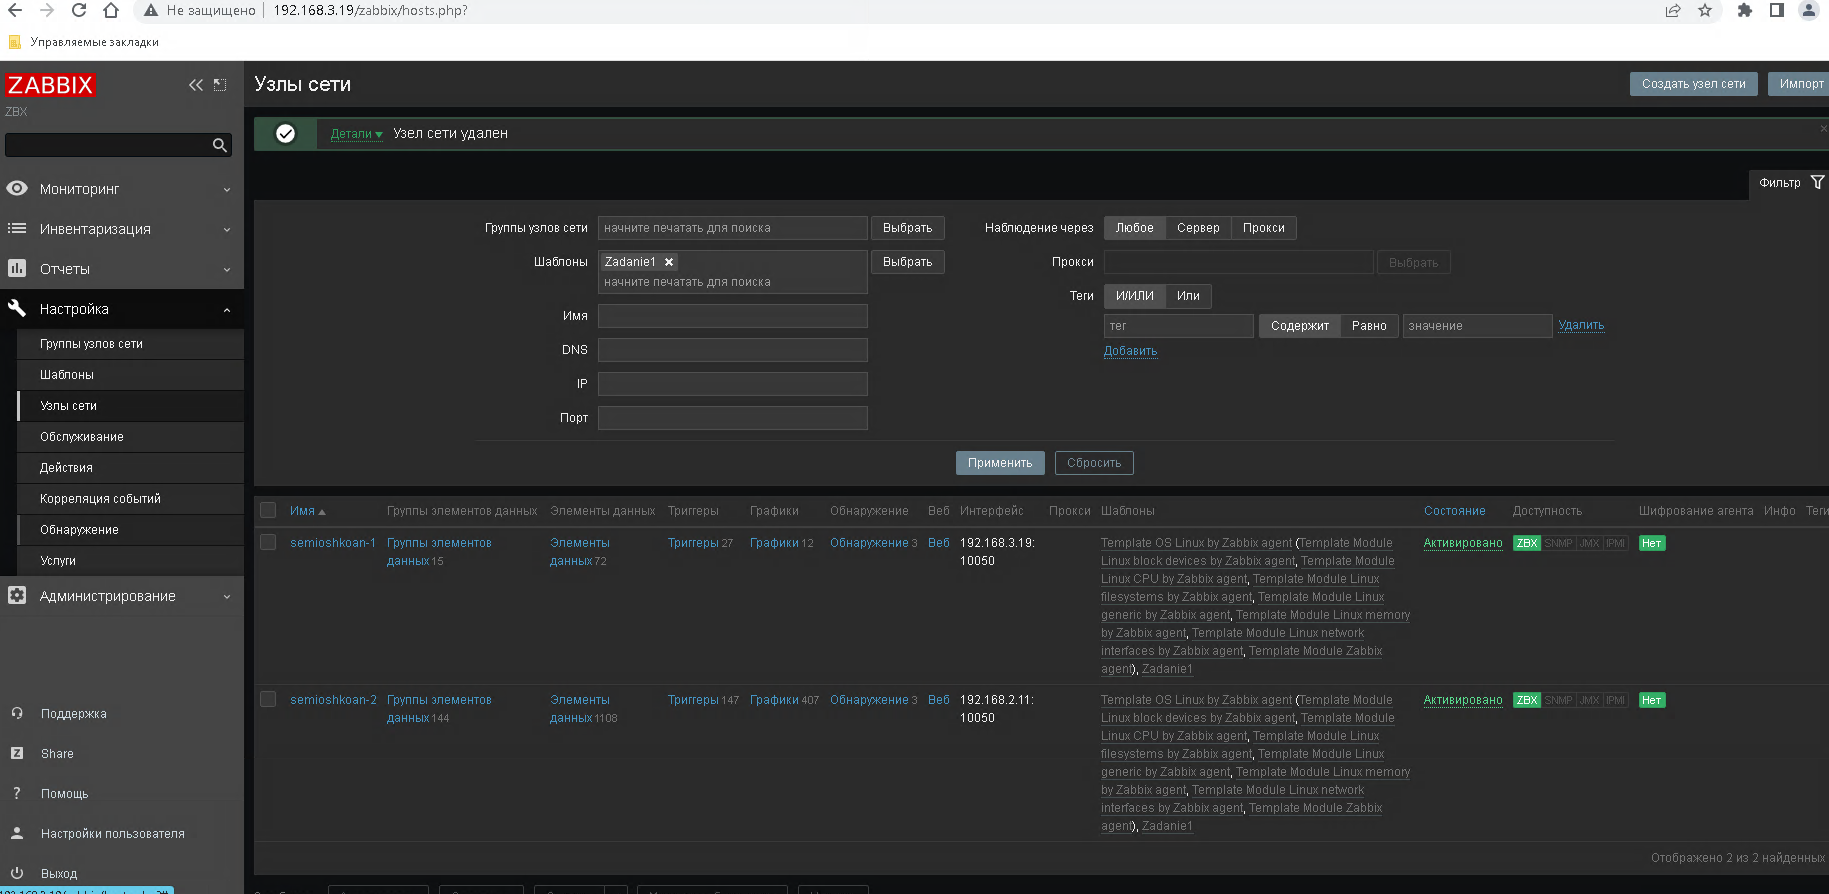 Не защищено 192.168.3.19/zabbix/hosts.php?
Управляемые закладки
ZABBIX
ZBX
Мониторинг
Инвентаризация
Отчеты
Настройка
Группы узлов сети
Шаблоны
Узлы сети
Обслуживание
Действия
Корреляция событий
Обнаружение
Услуги
Администрирование
Поддержка
Share
Помощь
Настройки пользователя
Выход
Узлы сети
Создать узел сети Импорт
Детали Узел сети удален
Фильтр
Группы узлов сети начните печатать для поиска Выбрать
Шаблоны Zadanie1 Выбрать
начните печатать для поиска
Имя
DNS
IP
Порт
Наблюдение через Любое Сервер Прокси
Прокси Выбрать
Теги И/ИЛИ Или
тег Содержит Равно значение Удалить
Добавить
Применить Сбросить
Имя Группы элементов данных Элементы данных Триггеры Графики Обнаружение Веб Интерфейс Прокси Шаблоны Состояние Доступность Шифрование агента Инфо Теги
semioshkoan-1 Группы элементов Элементы Триггеры 27 Графики 12 Обнаружение 3 Веб 192.168.3.19: Template OS Linux by Zabbix agent (Template Module Активировано ZBX SNMP JMX IPMI Нет
данных 15 данных 72 10050 Linux block devices by Zabbix agent, Template Module
Linux CPU by Zabbix agent, Template Module Linux
filesystems by Zabbix agent, Template Module Linux
generic by Zabbix agent, Template Module Linux memory
by Zabbix agent, Template Module Linux network
interfaces by Zabbix agent, Template Module Zabbix
agent), Zadanie1
semioshkoan-2 Группы элементов Элементы Триггеры 147 Графики 407 Обнаружение 3 Веб 192.168.2.11: Template OS Linux by Zabbix agent (Template Module Активировано ZBX SNMP JMX IPMI Нет
данных 144 данных 1108 10050 Linux block devices by Zabbix agent, Template Module
Linux CPU by Zabbix agent, Template Module Linux
filesystems by Zabbix agent, Template Module Linux
generic by Zabbix agent, Template Module Linux memory
by Zabbix agent, Template Module Linux network
interfaces by Zabbix agent, Template Module Zabbix
agent), Zadanie1
Отображено 2 из 2 найденных